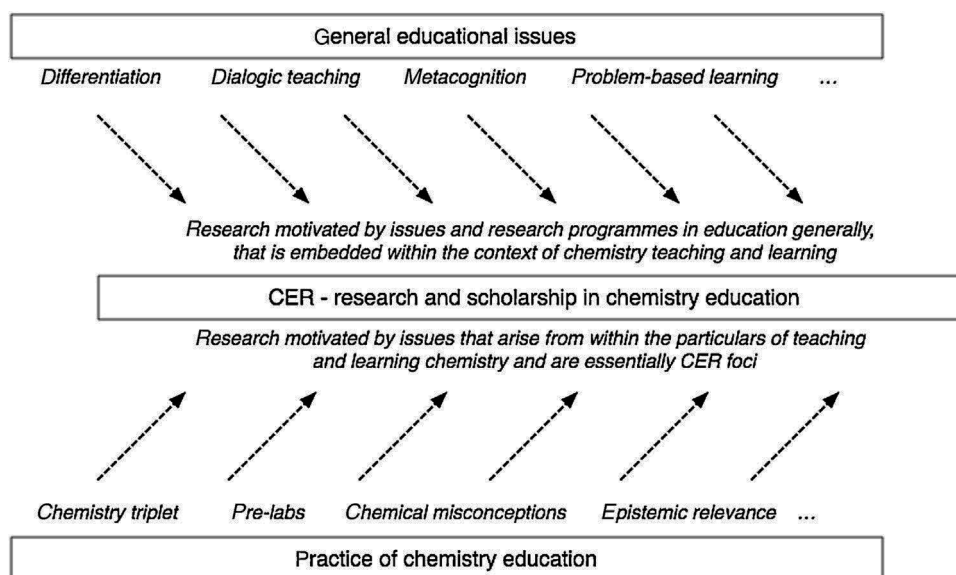 General educational issues
Differentiation Dialogic teaching Metacognition Problem-based learning ...
Research motivated by issues and research programmes in education generally,
that is embedded within the context of chemistry teaching and learning
CER - research and scholarship in chemistry education
Research motivated by issues that arise from within the particulars of teaching
and learning chemistry and are essentially CER foci
Chemistry triplet Pre-labs Chemical misconceptions Epistemic relevance ...
Practice of chemistry education